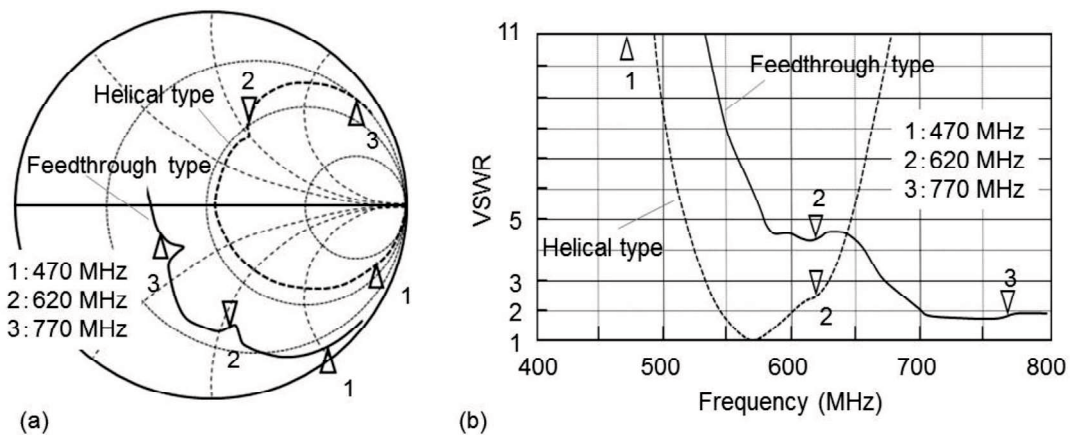 2
Helical type
3
Feedthrough type
3
1
1:470 MHz
2:620 MHz
3:770 MHz
2
1
(a)
11
1
Feedthrough type
1:470 MHz
2:620 MHz
3:770 MHz
VSWR
5
2
Helical type
3
3
2
2
1
400
500
600
700
800
Frequency (MHz)
(b)